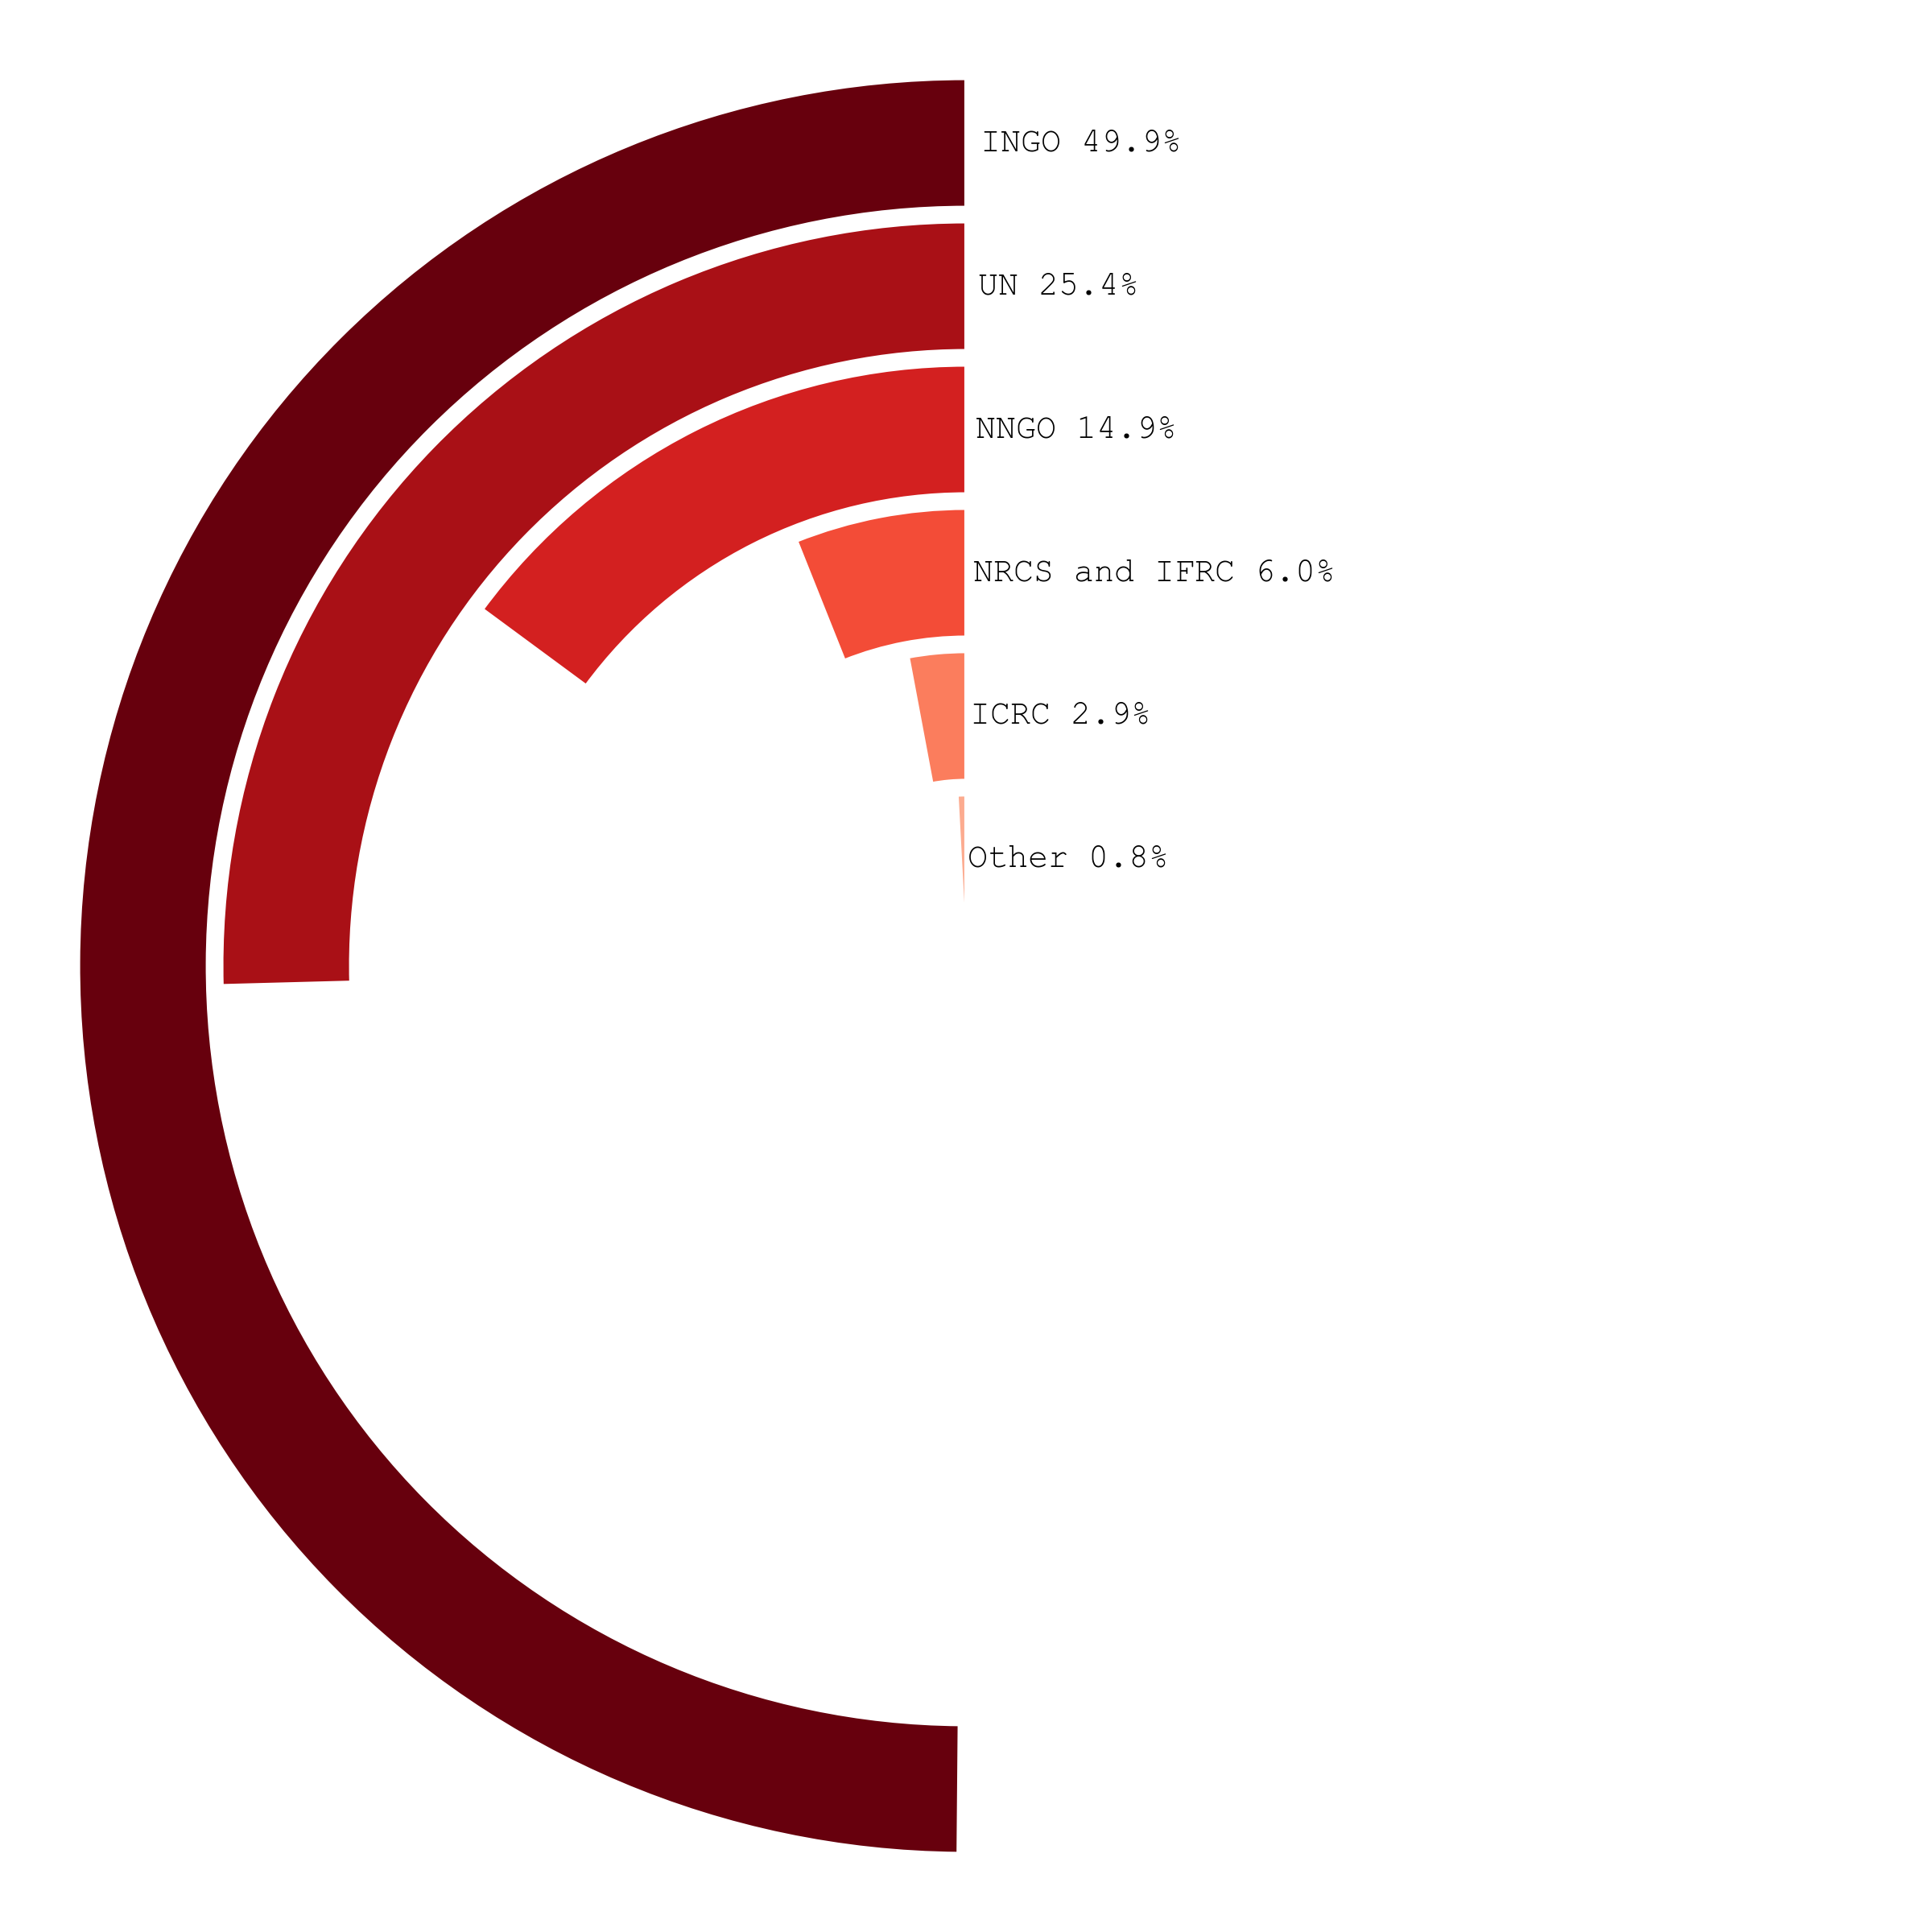 INGO 49.9%
UN 25.4%
NNGO 14.9%
NRCS and IFRC 6.0%
ICRC 2.9%
Other 0.8%